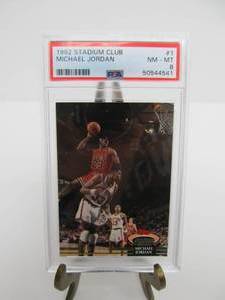 1992 STADIUM CLUB #1
MICHAEL JORDAN NM - MT
PSA 8
50544541
MICHAEL
JORDAN